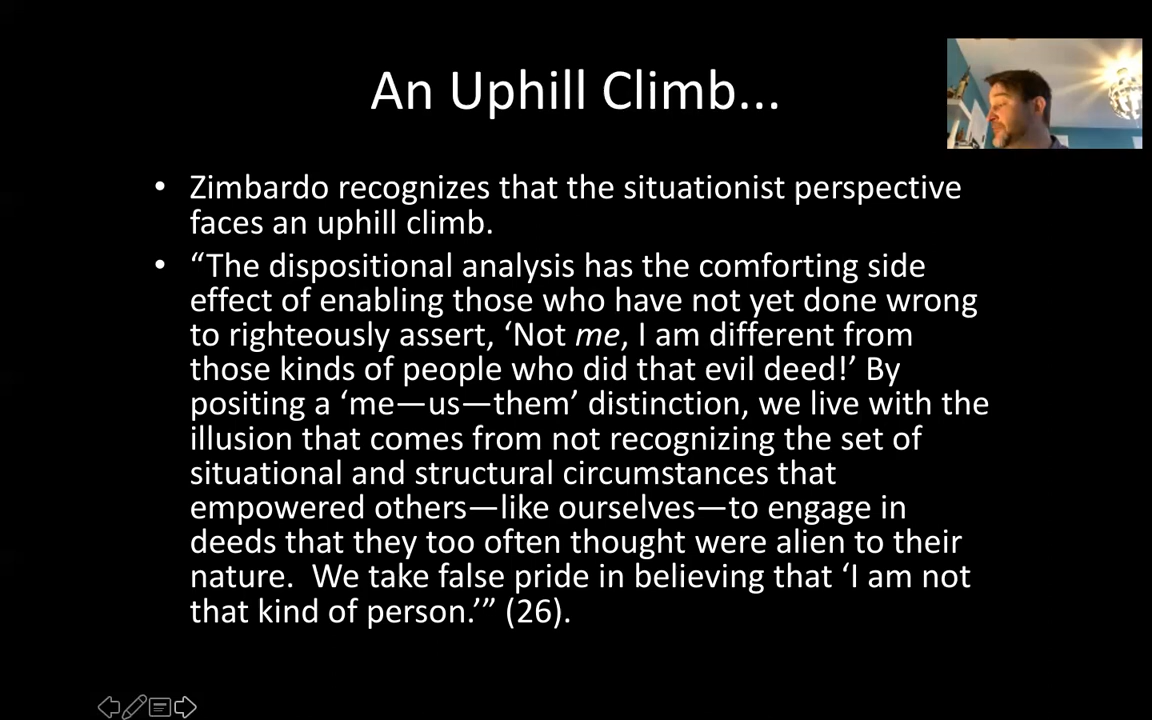 An Uphill Climb...
• Zimbardo recognizes that the situationist perspective
faces an uphill climb.
• “The dispositional analysis has the comforting side
effect of enabling those who have not yet done wrong
to righteously assert, ‘Not me, I am different from
those kinds of people who did that evil deed!’ By
positing a ‘me—us—them’ distinction, we live with the
illusion that comes from not recognizing the set of
situational and structural circumstances that
empowered others—like ourselves—to engage in
deeds that they too often thought were alien to their
nature.  We take false pride in believing that ‘I am not
that kind of person.’” (26).